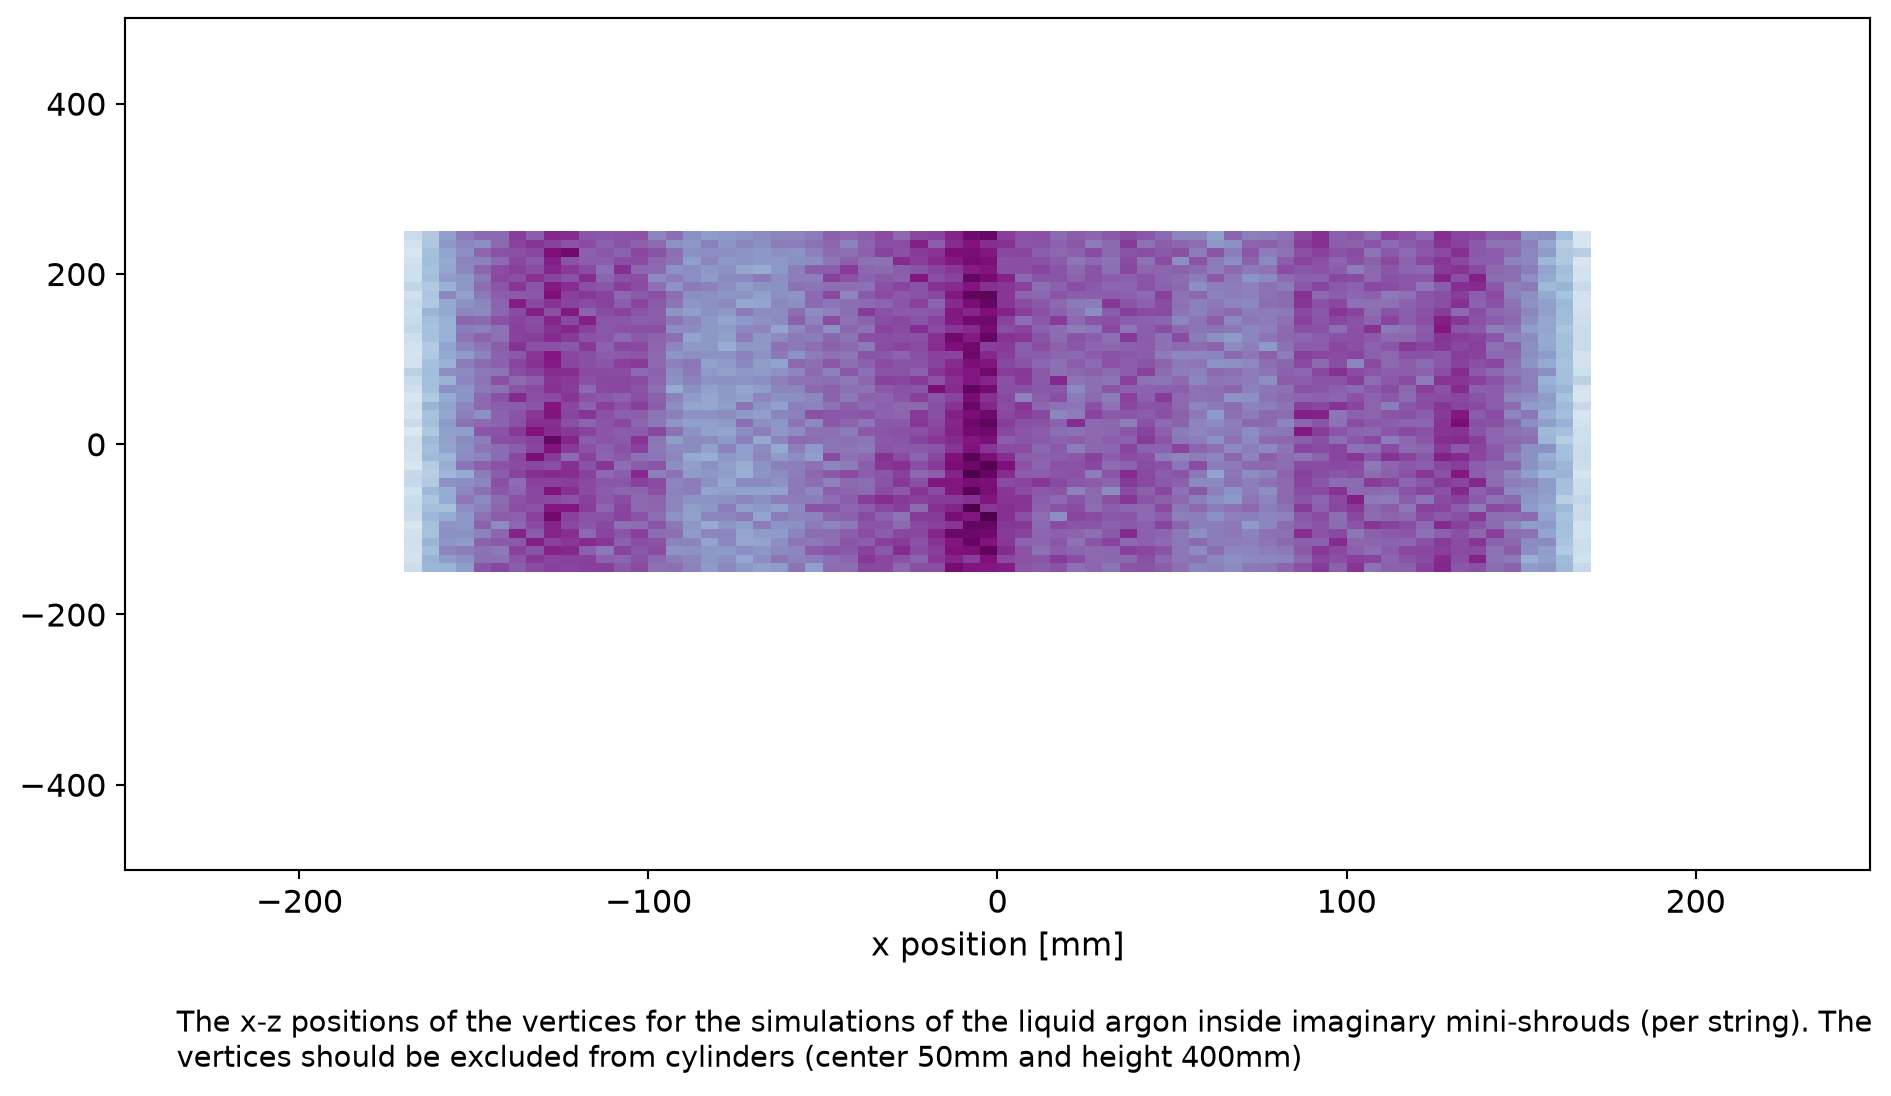 400
200
0
−200
−400
−200 −100 0 100 200
x position [mm]
The x-z positions of the vertices for the simulations of the liquid argon inside imaginary mini-shrouds (per string). The
vertices should be excluded from cylinders (center 50mm and height 400mm)